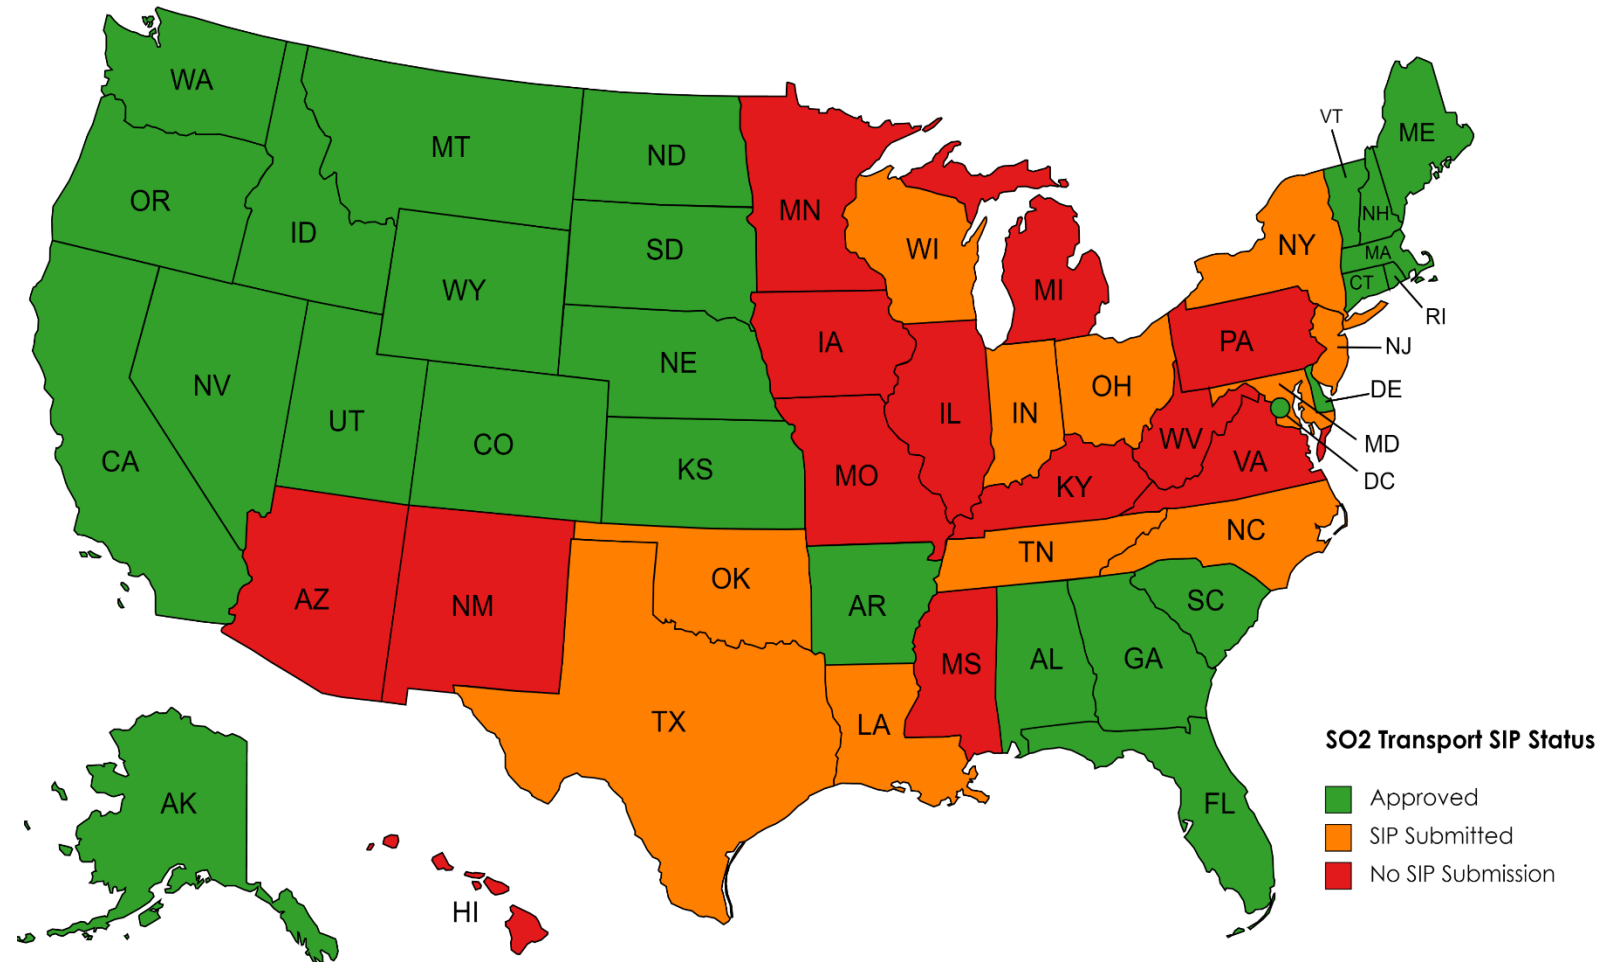 WA
VT
ME
MT
ND
OR
MN
NH
ID
NY
WI
SD
MA
CT
WY
MI
RI
IA
PA
NJ
NE
NV
OH
DE
IN
IL
UT
CO
WV
MD
CA
VA
KS
MO
DC
KY
NC
TN
OK
AZ
NM
AR
SC
MS
AL
GA
TX
LA
SO2 Transport SIP Status
Approved
AK
FL
SIP Submitted
No SIP Submission
HI